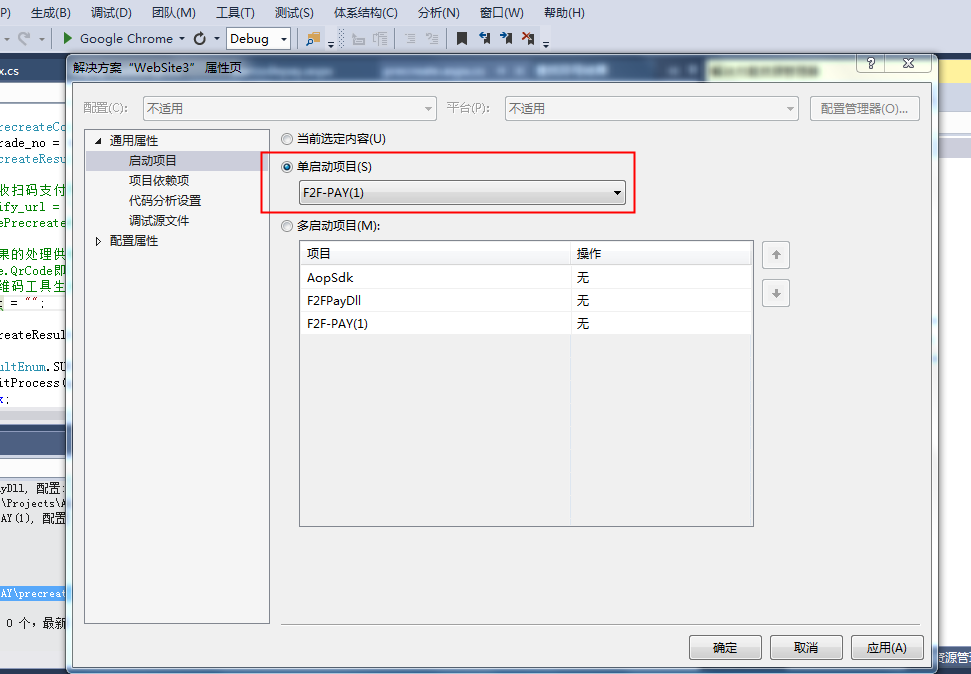 P) 生成(B) 调试(D) 团队(M) 工具(T) 测试(S) 体系结构(C) 分析(N) 窗口(W) 帮助(H)
Google Chrome Debug
x.cs
解决方案 "WebSite3" 属性页
配置(C): 不适用 平台(P): 不适用 配置管理器(O)...
通用属性
启动项目
项目依赖项
代码分析设置
调试源文件
配置属性
当前选定内容(U)
单启动项目(S)
F2F-PAY(1)
多启动项目(M):
项目 操作
AopSdk 无
F2FPayDll 无
F2F-PAY(1) 无
recreateCo
rade_no =
createResu
收扫码支付
ify_url =
ePrecreate
果的处理供
e.QrCode即
维码工具生
= "";
reateResul
ultEnum.SU
itProcess(
x;
yDll, 配置:
\Projects\A
AY(1), 配置
AY\precreat
0 个，最新
确定 取消 应用(A)
资源管